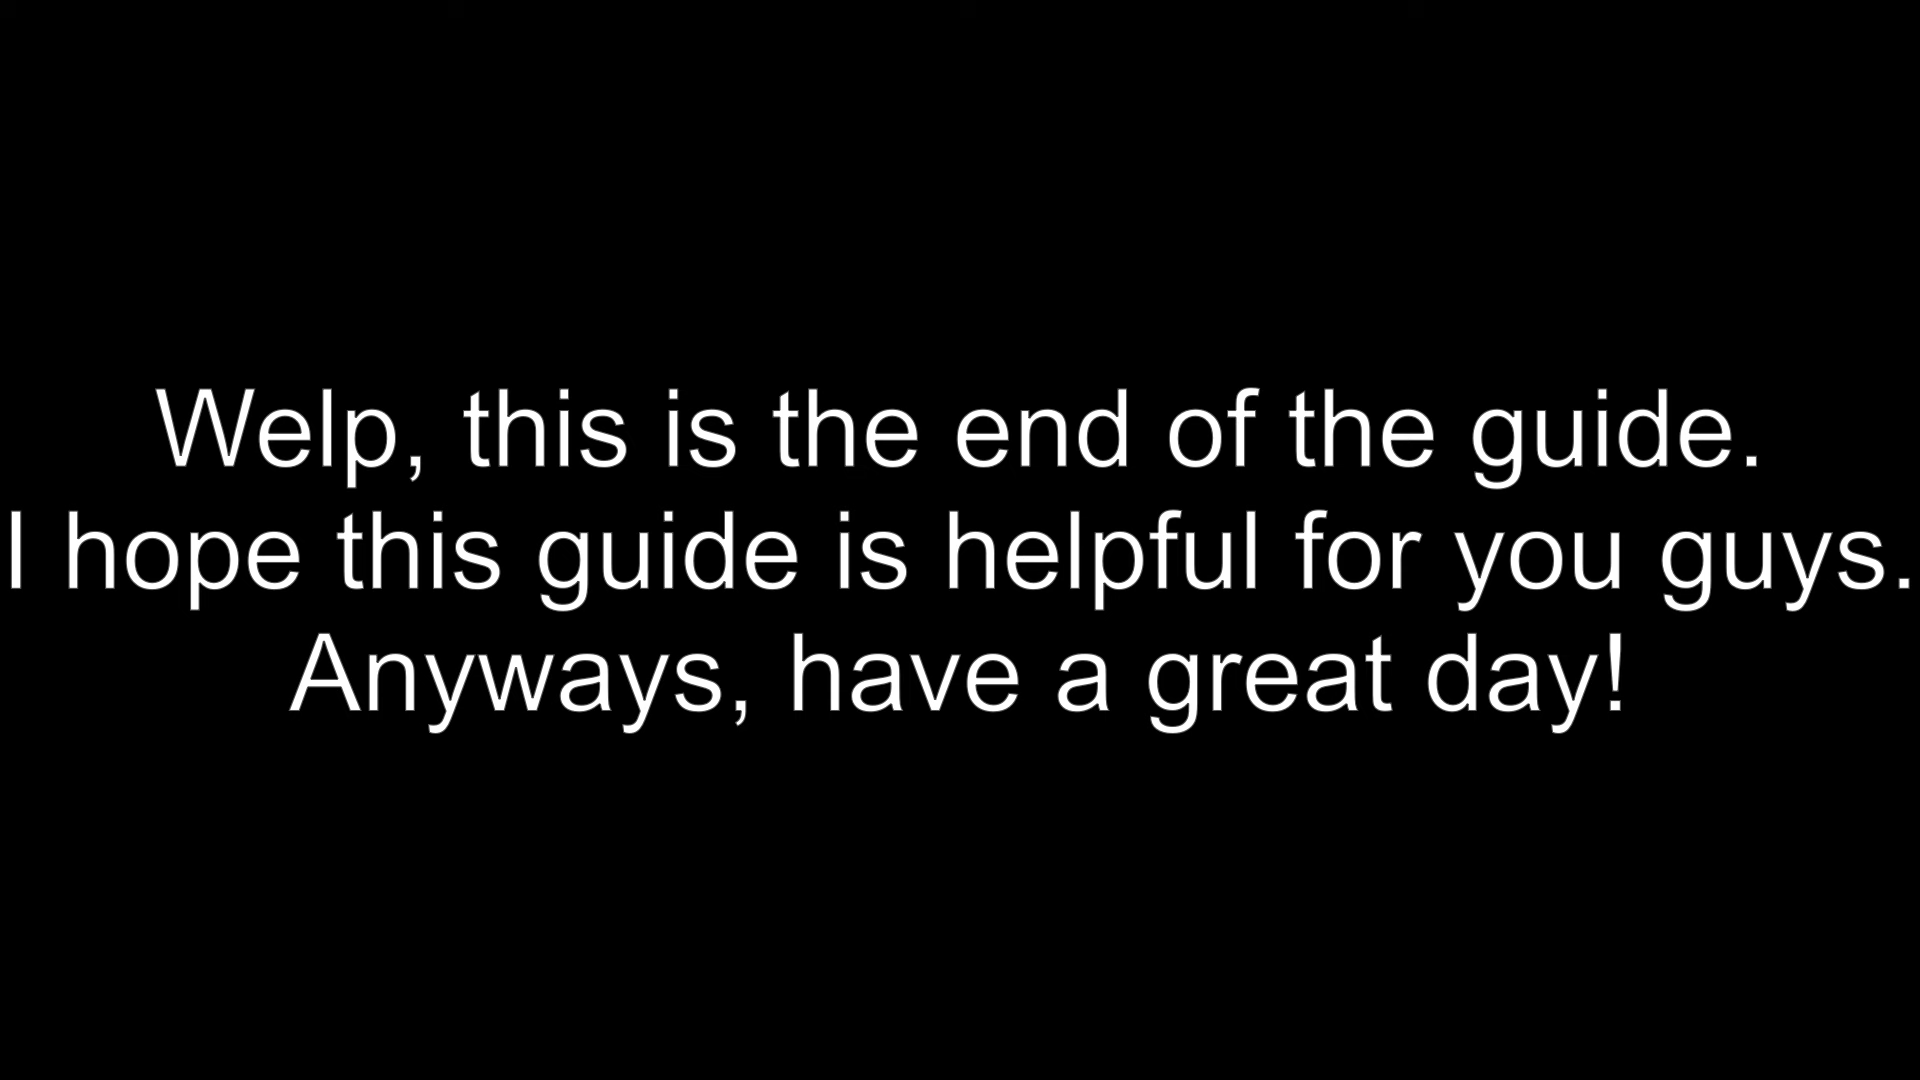 Welp, this is the end of the guide.
I hope this guide is helpful for you guys.
Anyways, have a great day!